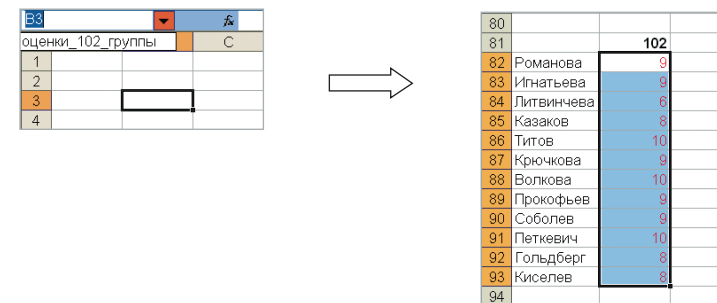 B3 fx
оценки_102_группы C
1
2
3
4
80
81 102
82 Романова 9
83 Игнатьева 9
84 Литвинчева 6
85 Казаков 8
86 Титов 10
87 Крючкова 9
88 Волкова 10
89 Прокофьев 9
90 Соболев 9
91 Петкевич 10
92 Гольдберг 8
93 Киселев 8
94